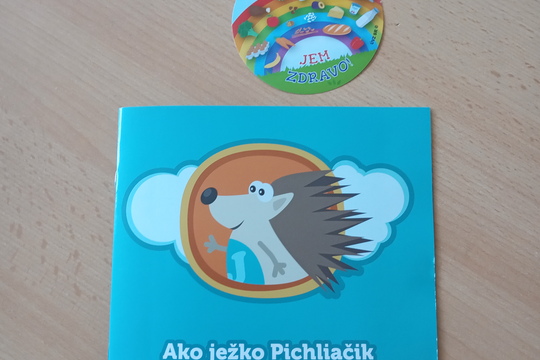 JEM
ZDRAVO!
Ako ježko Pichliačik